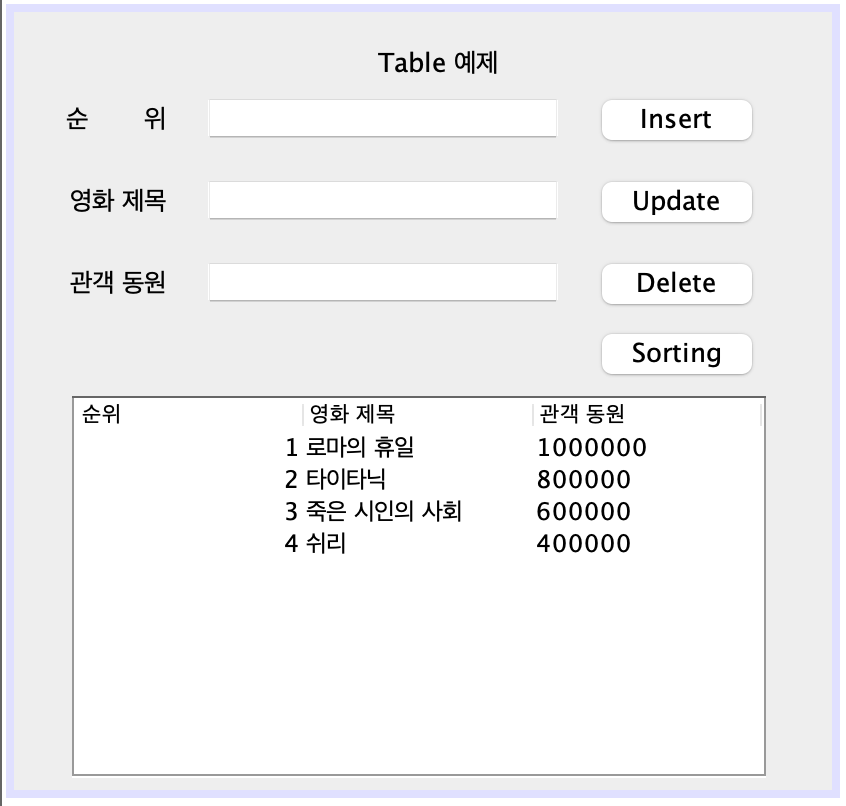 Table 예제
순 위 Insert
영화 제목 Update
관객 동원 Delete
Sorting
순위 영화 제목 관객 동원
1 로마의 휴일 1000000
2 타이타닉 800000
3 죽은 시인의 사회 600000
4 쉬리 400000